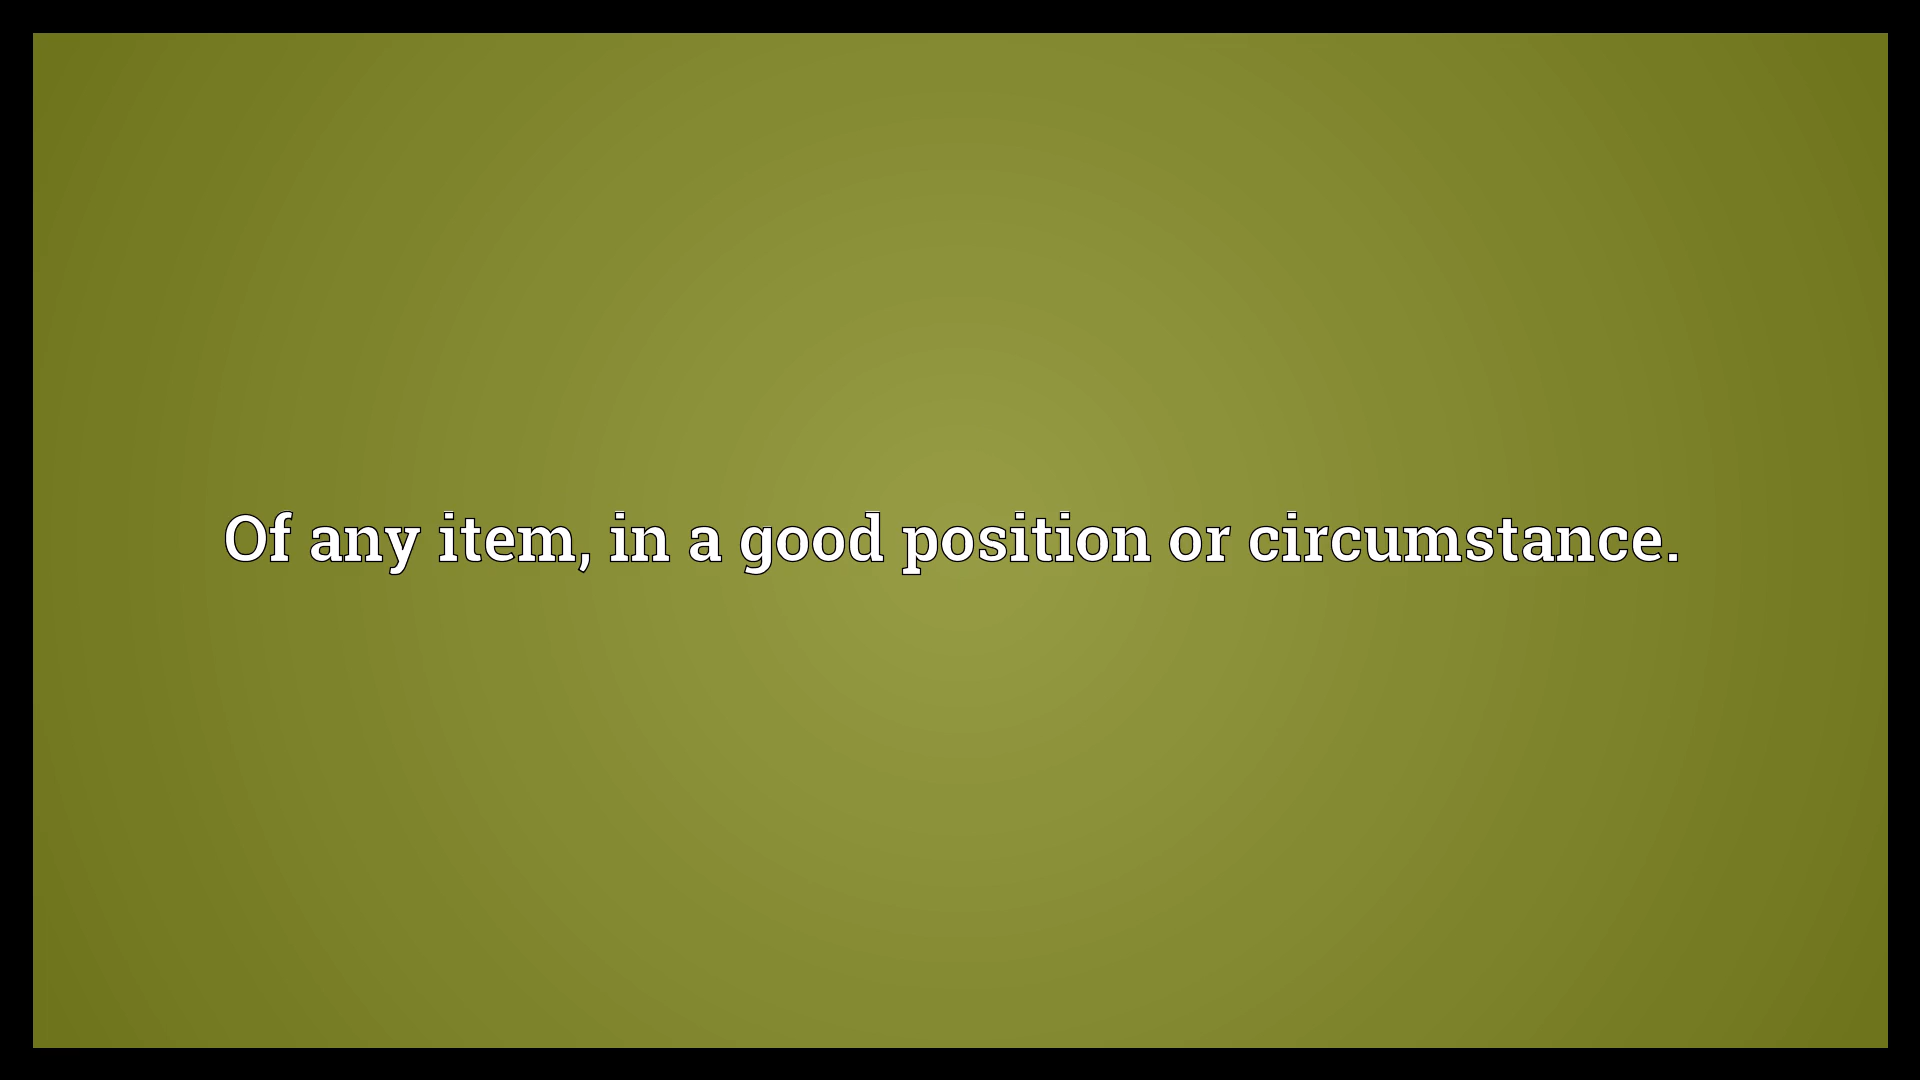 Of any item, in a good position or circumstance.